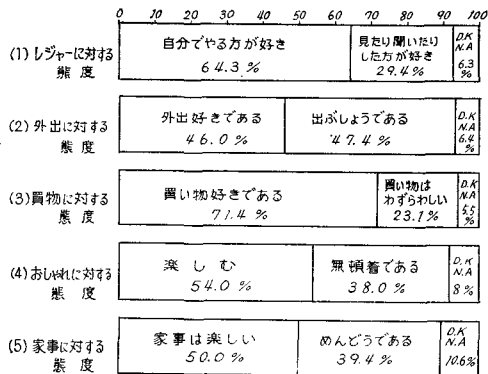 0 10 20 30 40 50 60 70 80 90 100
(1) レジャーに対する
態度
自分でやる方が好き
64.3%
見たり聞いたり
した方が好き
29.4%
D.K
N.A
6.3
%
(2) 外出に対する
態度
外出好きである
46.0%
出ぶしょうである
47.4%
D.K
N.A
6.4
%
(3) 買物に対する
態度
買い物好きである
71.4%
買い物は
わずらわしい
23.1%
D.K
N.A
5.5
%
(4) おしゃれに対する
態度
楽しむ
54.0%
無頓着である
38.0%
D.K
N.A
8%
(5) 家事に対する
態度
家事は楽しい
50.0%
めんどうである
39.4%
D.K
N.A
10.6%